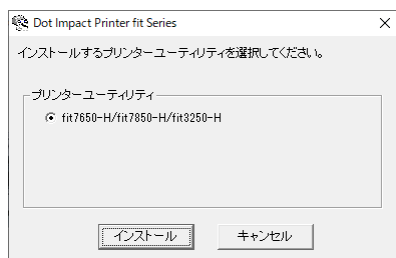 Dot Impact Printer fit Series
インストールするプリンターユーティリティを選択してください。
プリンターユーティリティ
fit7650-H/fit7850-H/fit3250-H
インストール
キャンセル